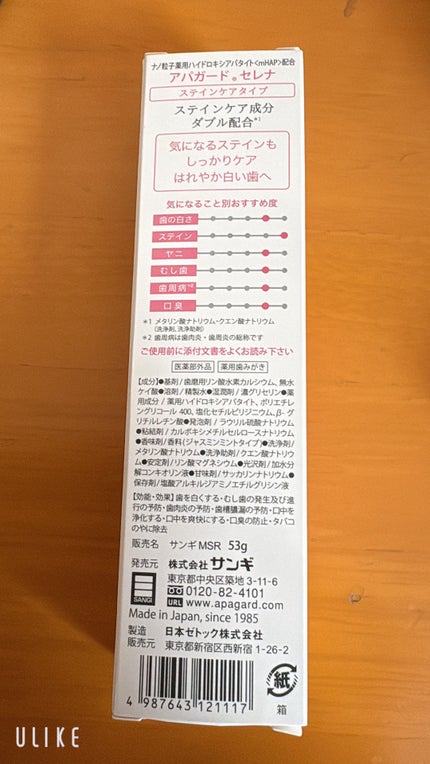 ナノ粒子薬用ハイドロキシアパタイト<mHAP>配合
アパガード®セレナ
ステインケアタイプ
ステインケア成分
ダブル配合*1
気になるステインも
しっかりケア
はれやか白い歯へ
気になること別おすすめ度
歯の白さ
ステイン
ヤニ
むし歯
歯周病*2
口臭
*1 メタリン酸ナトリウム・クエン酸ナトリウム
(洗浄剤、洗浄助剤)
*2 歯周病は歯肉炎・歯周炎の総称です
ご使用前に添付文書をよくお読み下さい
医薬部外品 薬用歯みがき
【成分】●基剤/歯磨用リン酸水素カルシウム、無水
ケイ酸●溶剤/精製水●湿潤剤/濃グリセリン●薬
用成分/薬用ハイドロキシアパタイト、ポリエチレ
ングリコール400、塩化セチルピリジニウム、β-グ
リチルレチン酸●発泡剤/ラウリル硫酸ナトリウム
●粘結剤/カルボキシメチルセルロースナトリウム
●香味剤/香料(ジャスミンミントタイプ)●洗浄剤/
メタリン酸ナトリウム●洗浄助剤/クエン酸ナトリウ
ム●安定剤/リン酸マグネシウム●光沢剤/加水分
解コンキオリン液●甘味剤/サッカリンナトリウム●
保存剤/塩酸アルキルジアミノエチルグリシン液
【効能・効果】歯を白くする・むし歯の発生及び進
行の予防・歯肉炎の予防・歯槽膿漏の予防・口中を
浄化する・口中を爽快にする・口臭の防止・タバコ
のやに除去
販売名 サンギMSR 53g
発売元 株式会社サンギ
東京都中央区築地3-11-6
0120-82-4101
URL www.apagard.com
SANGI
Made in Japan, since 1985
製造
販売元 日本ゼトック株式会社
東京都新宿区西新宿1-26-2
紙
箱
4 987643 121117
ULIKE